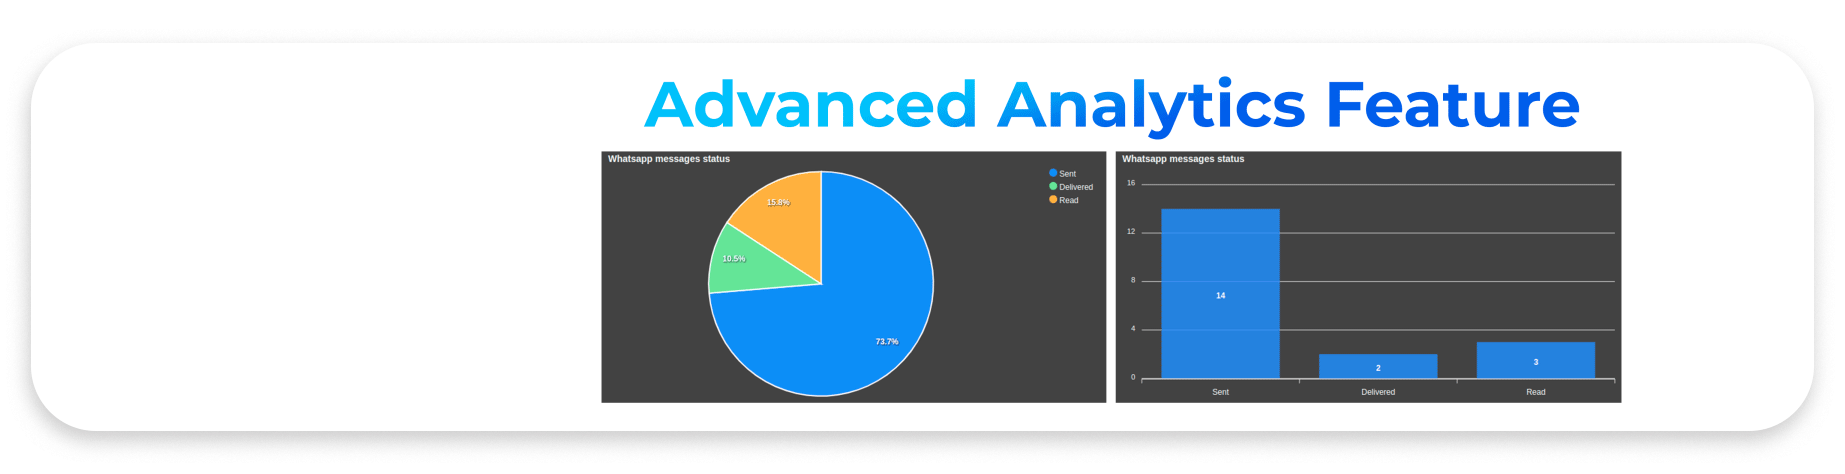 Advanced Analytics Feature
Whatsapp messages status
Sent
Delivered
Read
15.8%
10.5%
73.7%
Whatsapp messages status
16
12
8
4
0
14
2
3
Sent Delivered Read